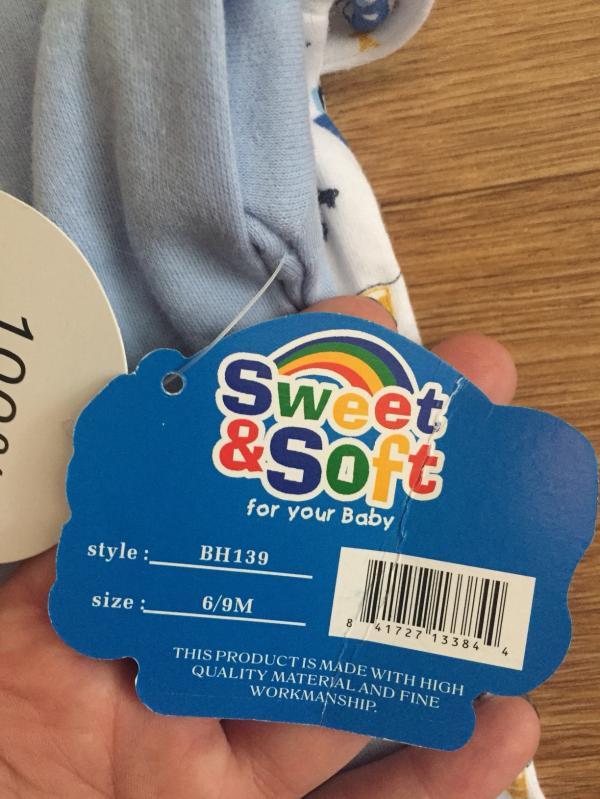 100%
Sweet
& Soft
for your Baby
style: BH139
size: 6/9M
8 41727 13384 4
THIS PRODUCT IS MADE WITH HIGH
QUALITY MATERIAL AND FINE
WORKMANSHIP.